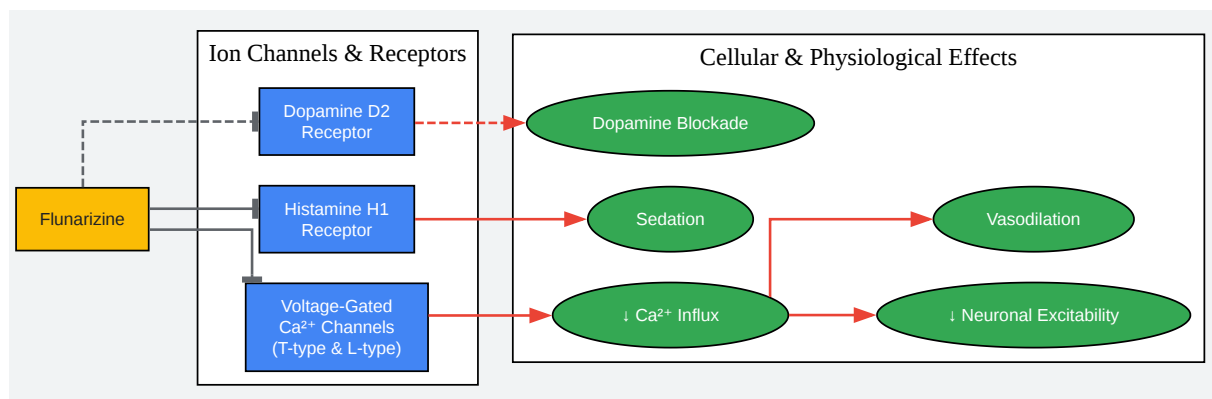 Ion Channels & Receptors
Cellular & Physiological Effects
Dopamine D2
Receptor
Dopamine Blockade
Flunarizine
Histamine H1
Receptor
Sedation
Vasodilation
Voltage-Gated
Ca²⁺ Channels
(T-type & L-type)
↓ Ca²⁺ Influx
↓ Neuronal Excitability